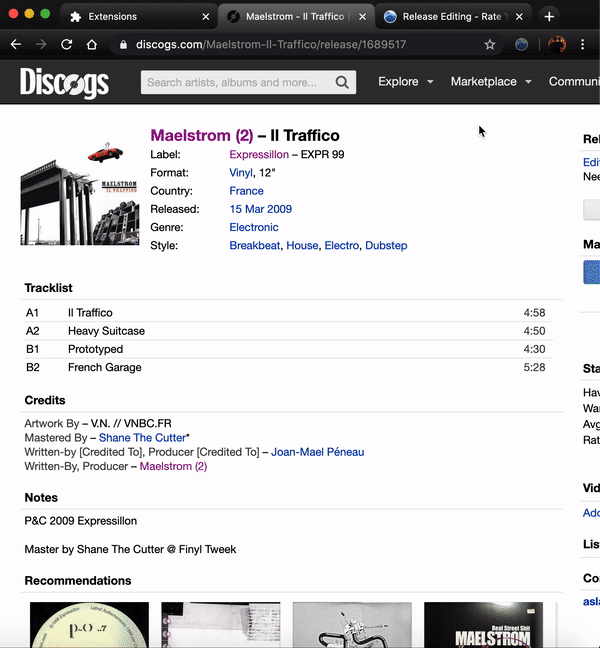 Extensions
Maelstrom - Il Traffico (
Release Editing - Rate Y
discogs.com/Maelstrom-Il-Traffico/release/1689517
Discogs
Search artists, albums and more...
Explore
Marketplace
Communi
Maelstrom (2) – Il Traffico
Label: Expressillon – EXPR 99
Format: Vinyl, 12"
Country: France
Released: 15 Mar 2009
Genre: Electronic
Style: Breakbeat, House, Electro, Dubstep
MAELSTROM
IL TRAFFICO
Rel
Edi
Nee
Ma
Sta
Hav
Wa
Avg
Rat
Vid
Add
List
Co
asla
Tracklist
A1 Il Traffico 4:58
A2 Heavy Suitcase 4:50
B1 Prototyped 4:30
B2 French Garage 5:28
Credits
Artwork By – V.N. // VNBC.FR
Mastered By – Shane The Cutter*
Written-by [Credited To], Producer [Credited To] – Joan-Mael Péneau
Written-By, Producer – Maelstrom (2)
Notes
P&C 2009 Expressillon
Master by Shane The Cutter @ Finyl Tweek
Recommendations
Real Street Shit
MAELSTROM